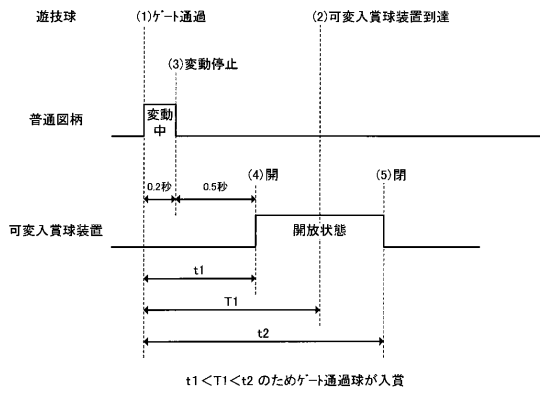 遊技球
(1)ｹﾞｰﾄ通過
(2)可変入賞球装置到達
(3)変動停止
普通図柄
変動
中
0.2秒
0.5秒
(4)開
(5)閉
可変入賞球装置
開放状態
t1
T1
t2
t1＜T1＜t2 のためｹﾞｰﾄ通過球が入賞